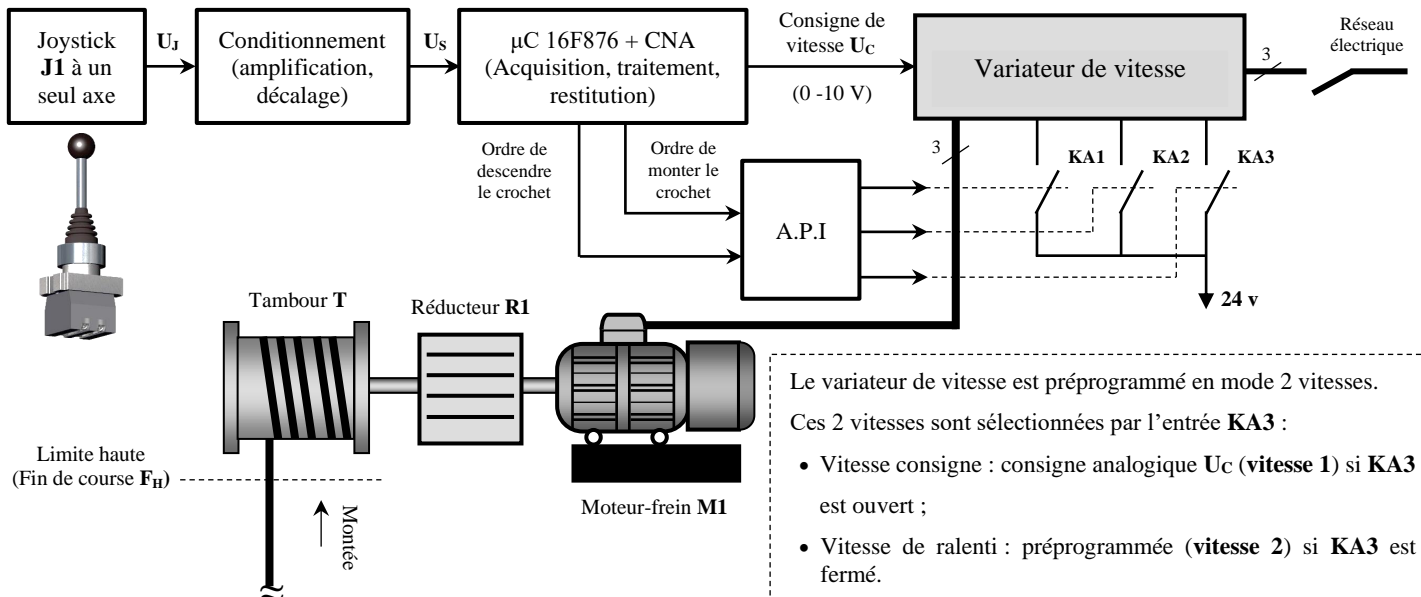 Joystick
J1 à un
seul axe
UJ
Conditionnement
(amplification,
décalage)
US
µC 16F876 + CNA
(Acquisition, traitement,
restitution)
Consigne de
vitesse UC
(0 -10 V)
Variateur de vitesse
3
Réseau
électrique
Ordre de
descendre
le crochet
Ordre de
monter le
crochet
A.P.I
3
KA1
KA2
KA3
24 v
Tambour T
Réducteur R1
Moteur-frein M1
Limite haute
(Fin de course FH)
Montée
Le variateur de vitesse est préprogrammé en mode 2 vitesses.
Ces 2 vitesses sont sélectionnées par l’entrée KA3 :
• Vitesse consigne : consigne analogique UC (vitesse 1) si KA3
est ouvert ;
• Vitesse de ralenti : préprogrammée (vitesse 2) si KA3 est
fermé.